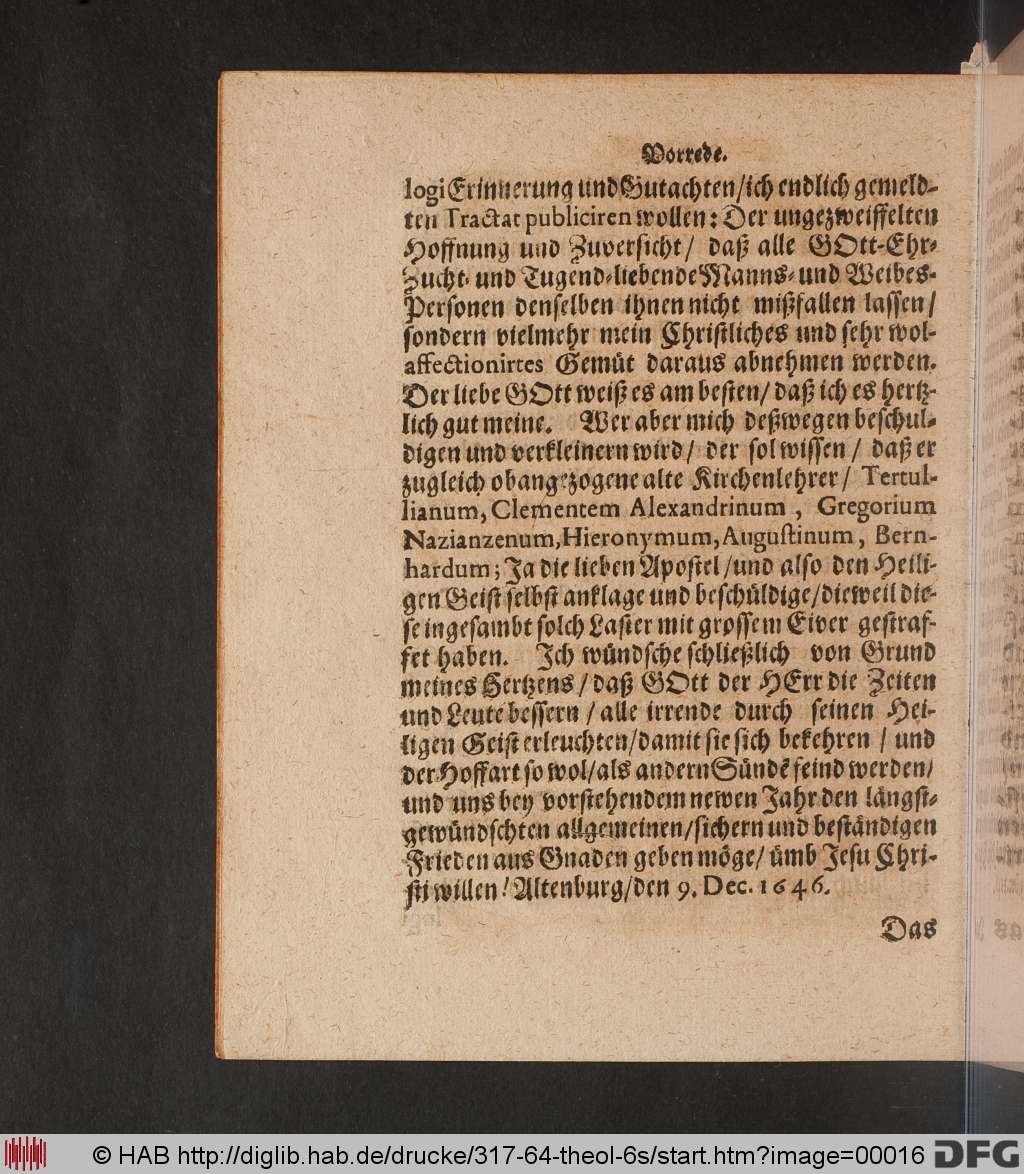 Vorrede.
logi Erinnerung und Gutachten/ich endlich gemeld-
ten Tractat publiciren wollen: Der ungezweiffelten
Hoffnung und Zuversicht/ daß alle GOtt-Ehr-
Zucht- und Tugend-liebende Manns- und Weibes-
Personen denselben ihnen nicht mißfallen lassen/
sondern vielmehr mein Christliches und sehr wol-
affectionirtes Gemüt daraus abnehmen werden.
Der liebe GOtt weiß es am besten/ daß ich es hertz-
lich gut meine. Wer aber mich deßwegen beschul-
digen und verkleinern wird/ der sol wissen/ daß er
zugleich obangezogene alte Kirchenlehrer/ Tertul-
lianum, Clementem Alexandrinum, Gregorium
Nazianzenum, Hieronymum, Augustinum, Bern-
hardum; Ja die lieben Apostel/und also den Heili-
gen Geist selbst anklage und beschüldige/dieweil die-
se ingesambt solch Laster mit grossem Eiver gestraf-
fet haben. Ich wündsche schließlich von Grund
meines Hertzens/daß GOtt der HErr die Zeiten
und Leute bessern/alle irrende durch seinen Hei-
ligen Geist erleuchten/damit sie sich bekehren/ und
der Hoffart so wol/als andern Sündē feind werden/
und uns bey vorstehendem newen Jahr den längst-
gewündschten allgemeinen/sichern und beständigen
Frieden aus Gnaden geben möge/ ümb Jesu Chri-
sti willen! Altenburg/den 9. Dec. 1646.
Das
© HAB http://diglib.hab.de/drucke/317-64-theol-6s/start.htm?image=00016
DFG